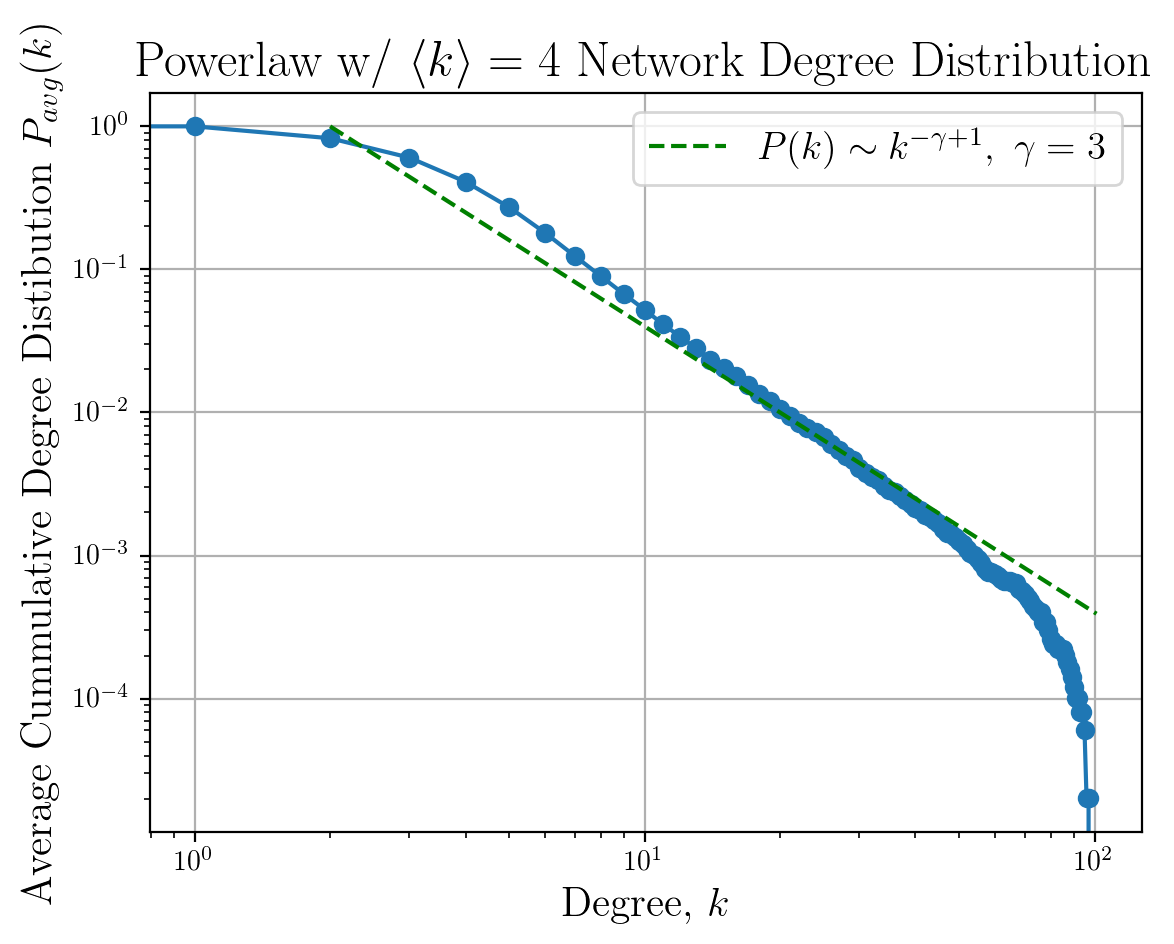 Powerlaw w/ ⟨k⟩ = 4 Network Degree Distribution
Average Cummulative Degree Distibution P_{avg}(k)
P(k) ∼ k^{−γ+1}, γ = 3
10^0
10^{−1}
10^{−2}
10^{−3}
10^{−4}
10^0
10^1
10^2
Degree, k